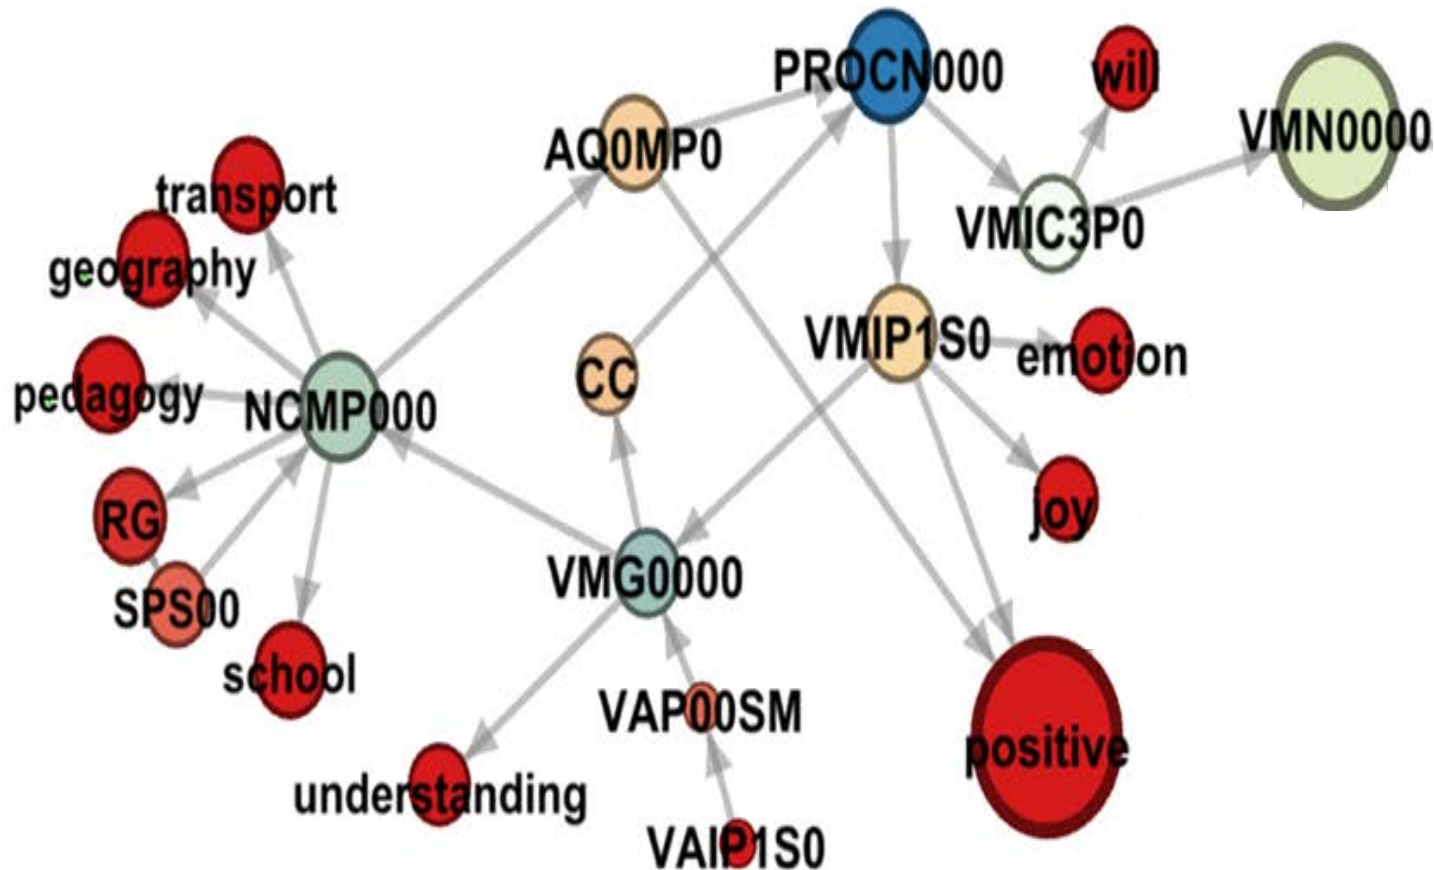 PROCN000
will
VMN0000
AQ0MP0
transport
VMIC3P0
geography
VMIP1S0
emotion
CC
pedagogy
NCMP000
joy
RG
VMG0000
SPS00
school
VAP00SM
positive
understanding
VAIP1S0